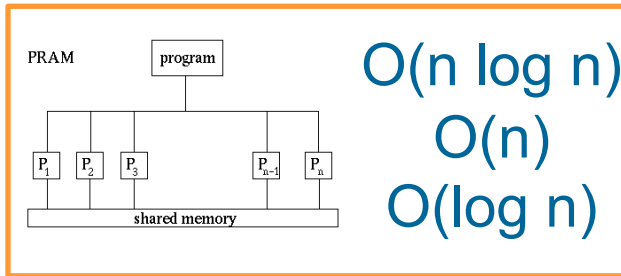 PRAM
program
P1 P2 P3 Pn-1 Pn
shared memory
O(n log n)
O(n)
O(log n)